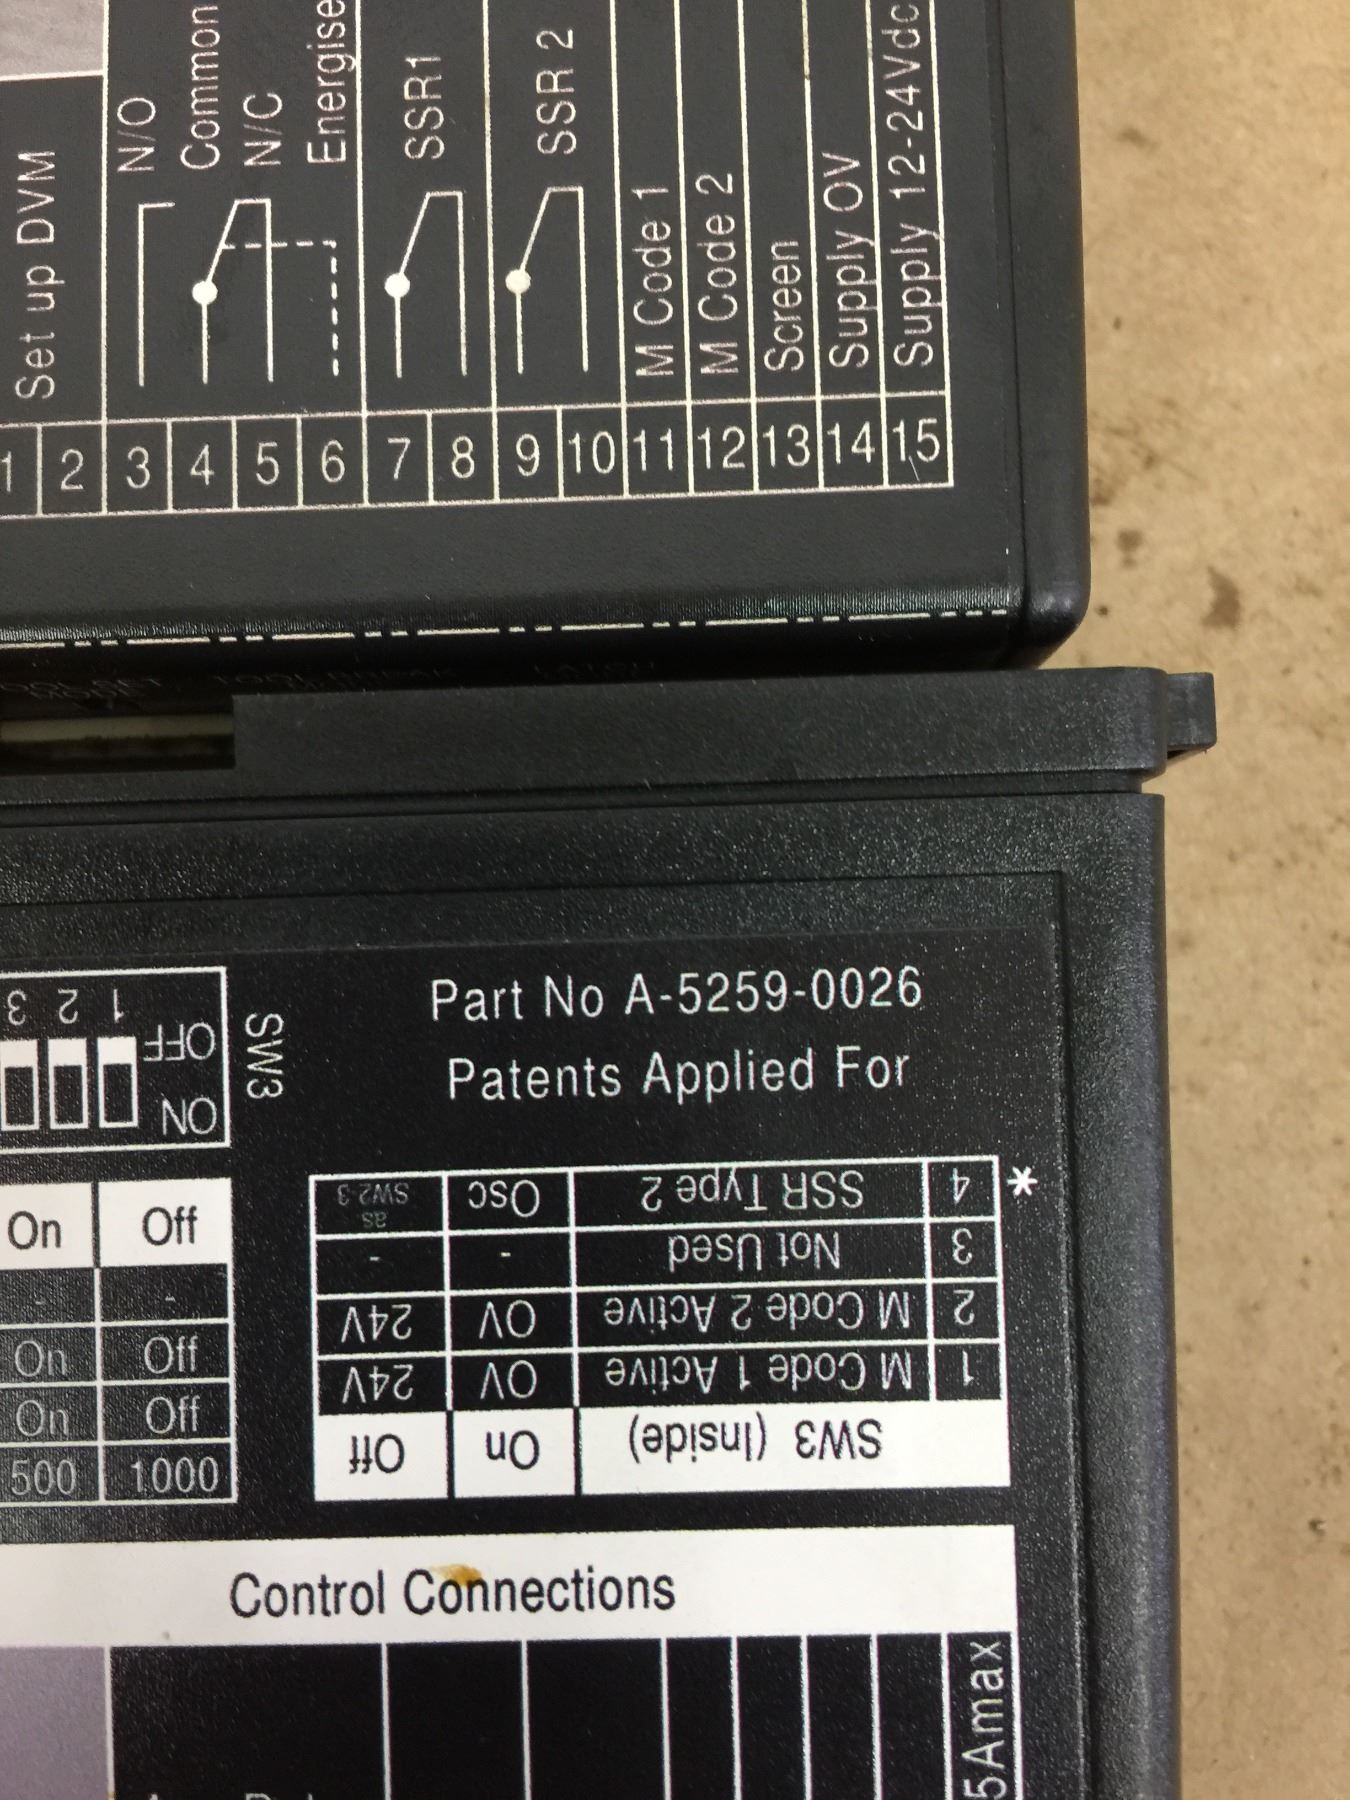 Set up DVM
N/O
Common
N/C
Energise
SSR1
SSR 2
M Code 1
M Code 2
Screen
Supply OV
Supply 12-24Vdc
1 2 3 4 5 6 7 8 9 10 11 12 13 14 15
Part No A-5259-0026
Patents Applied For
SW3
1 2 3
OFF
ON
On Off
- -
On Off
On Off
500 1000
SW3 (Inside) On Off
1 M Code 1 Active OV 24V
2 M Code 2 Active OV 24V
3 Not Used - -
4 SSR Type 2 Osc as SW2-3
*
Control Connections
5Amax